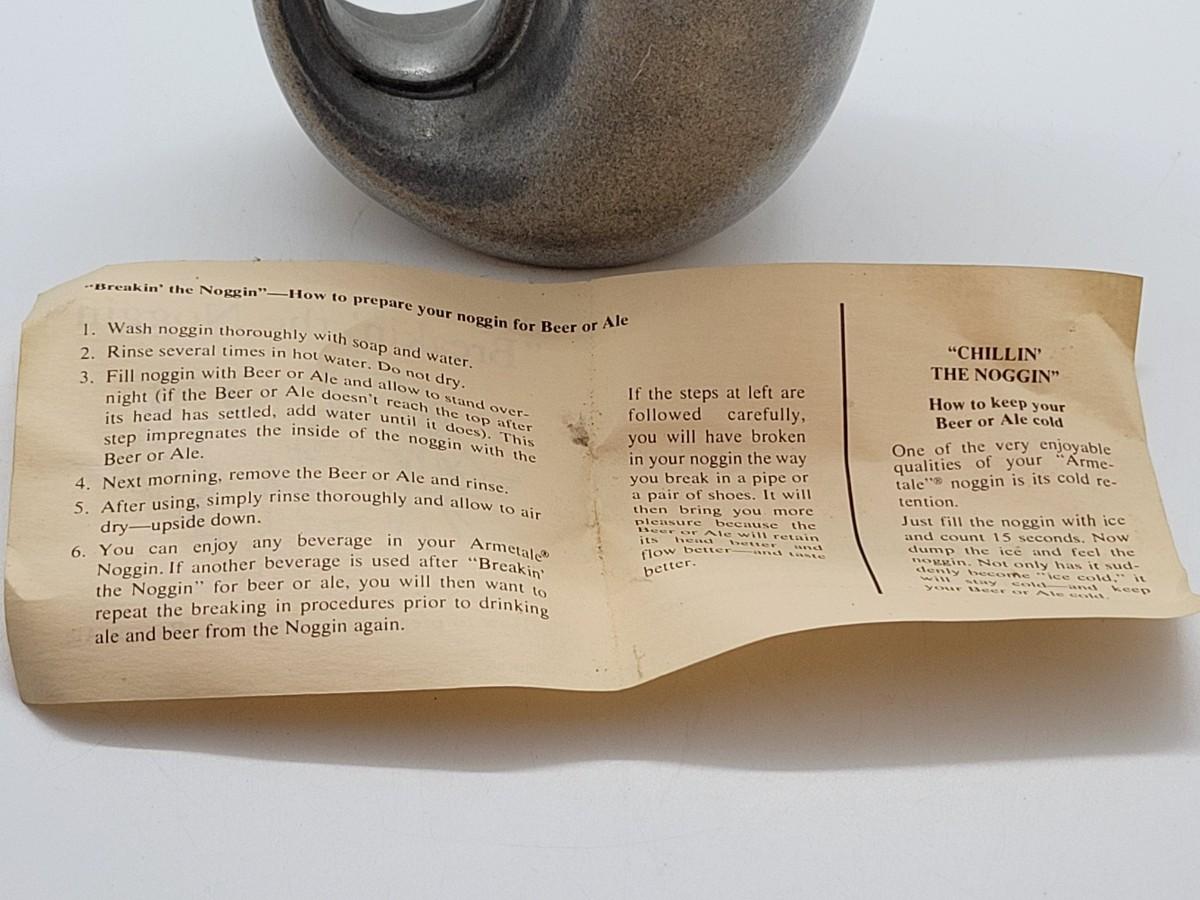 "Breakin' the Noggin"—How to prepare your noggin for Beer or Ale
1. Wash noggin thoroughly with soap and water.
2. Rinse several times in hot water. Do not dry.
3. Fill noggin with Beer or Ale and allow to stand over-
night (if the Beer or Ale doesn't reach the top after
its head has settled, add water until it does). This
step impregnates the inside of the noggin with the
Beer or Ale.
4. Next morning, remove the Beer or Ale and rinse.
5. After using, simply rinse thoroughly and allow to air
dry—upside down.
6. You can enjoy any beverage in your Armetale®
Noggin. If another beverage is used after "Breakin'
the Noggin" for beer or ale, you will then want to
repeat the breaking in procedures prior to drinking
ale and beer from the Noggin again.
If the steps at left are
followed carefully,
you will have broken
in your noggin the way
you break in a pipe or
a pair of shoes. It will
then bring you more
pleasure because the
Beer or Ale will retain
its head better and
flow better—and taste
better.
"CHILLIN'
THE NOGGIN"
How to keep your
Beer or Ale cold
One of the very enjoyable
qualities of your "Arme-
tale"® noggin is its cold re-
tention.
Just fill the noggin with ice
and count 15 seconds. Now
dump the ice and feel the
noggin. Not only has it sud-
denly become "ice cold," it
will stay cold—and keep
your Beer or Ale cold.